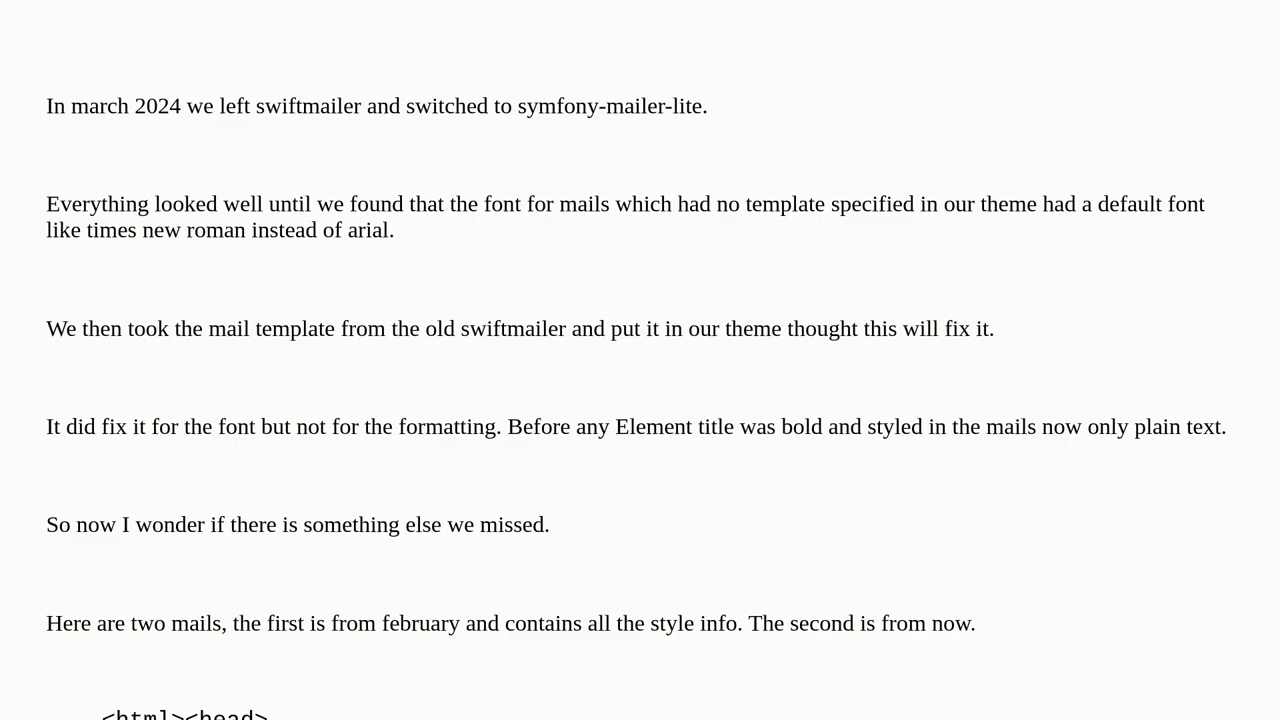 In march 2024 we left swiftmailer and switched to symfony-mailer-lite.
Everything looked well until we found that the font for mails which had no template specified in our theme had a default font
like times new roman instead of arial.
We then took the mail template from the old swiftmailer and put it in our theme thought this will fix it.
It did fix it for the font but not for the formatting. Before any Element title was bold and styled in the mails now only plain text.
So now I wonder if there is something else we missed.
Here are two mails, the first is from february and contains all the style info. The second is from now.
<html><head>